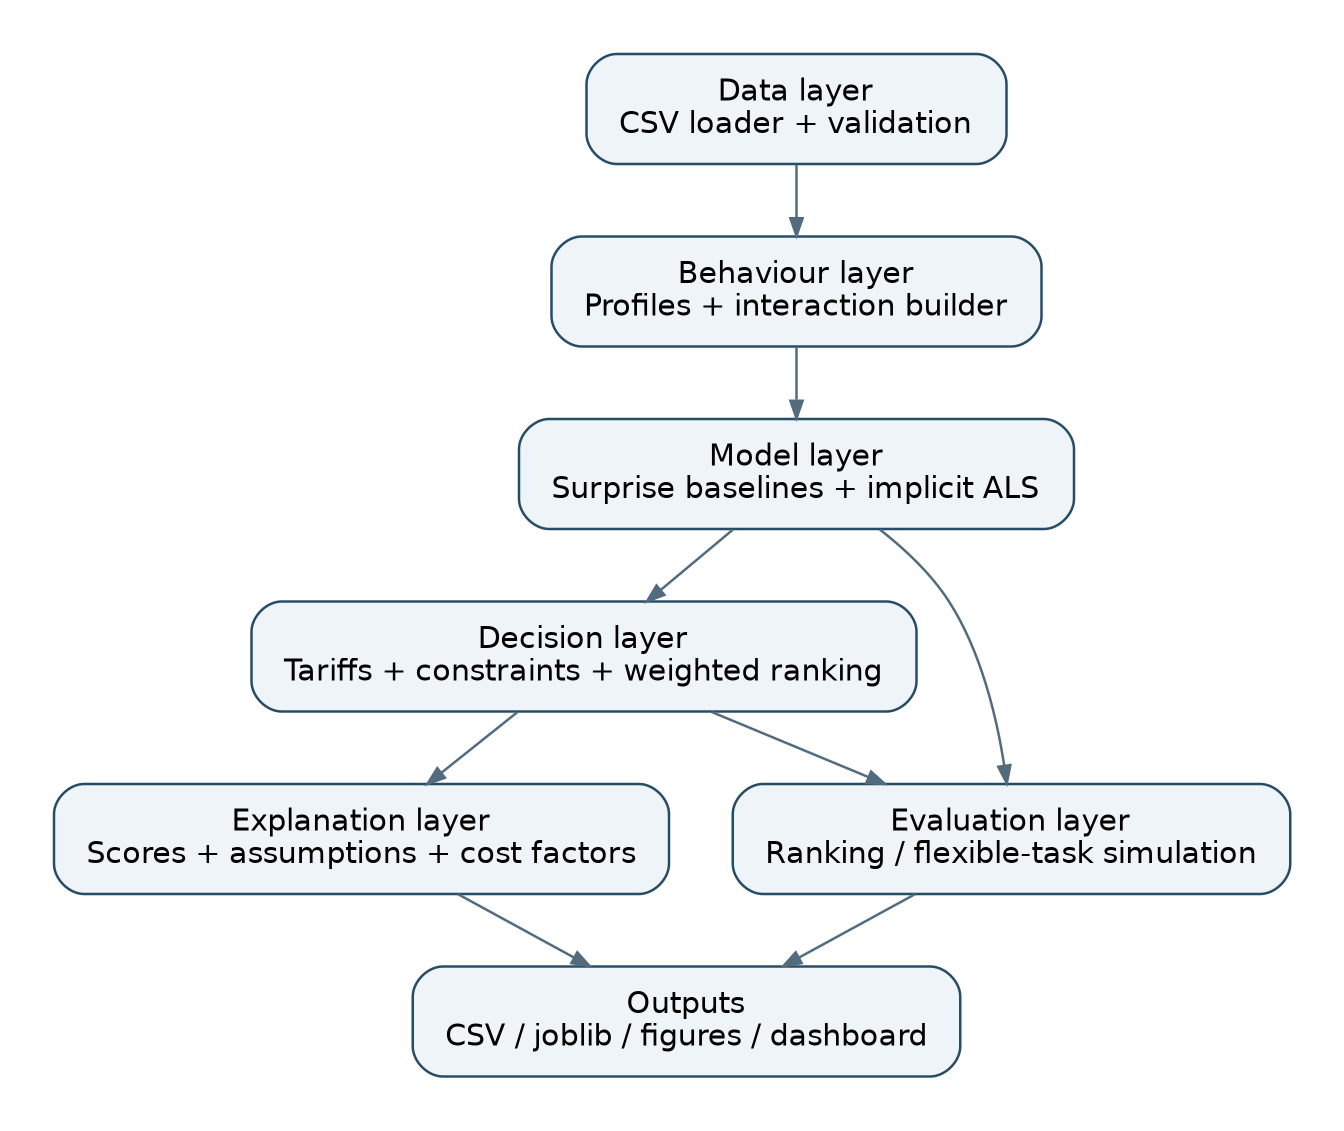 Data layer
CSV loader + validation
Behaviour layer
Profiles + interaction builder
Model layer
Surprise baselines + implicit ALS
Decision layer
Tariffs + constraints + weighted ranking
Explanation layer
Scores + assumptions + cost factors
Evaluation layer
Ranking / flexible-task simulation
Outputs
CSV / joblib / figures / dashboard